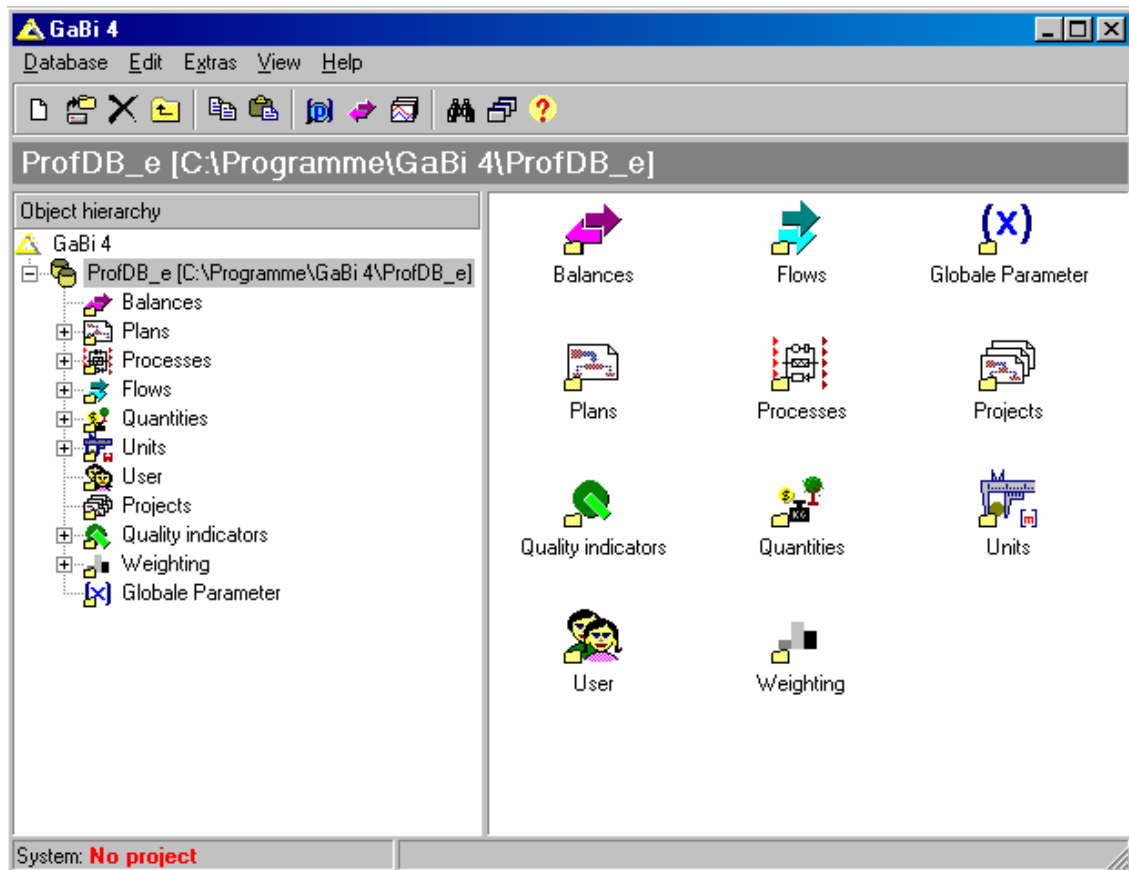 GaBi 4
Database Edit Extras View Help
ProfDB_e [C:\Programme\GaBi 4\ProfDB_e]
Object hierarchy
GaBi 4
ProfDB_e [C:\Programme\GaBi 4\ProfDB_e]
Balances
Plans
Processes
Flows
Quantities
Units
User
Projects
Quality indicators
Weighting
Globale Parameter
Balances Flows Globale Parameter
Plans Processes Projects
Quality indicators Quantities Units
User Weighting
System: No project